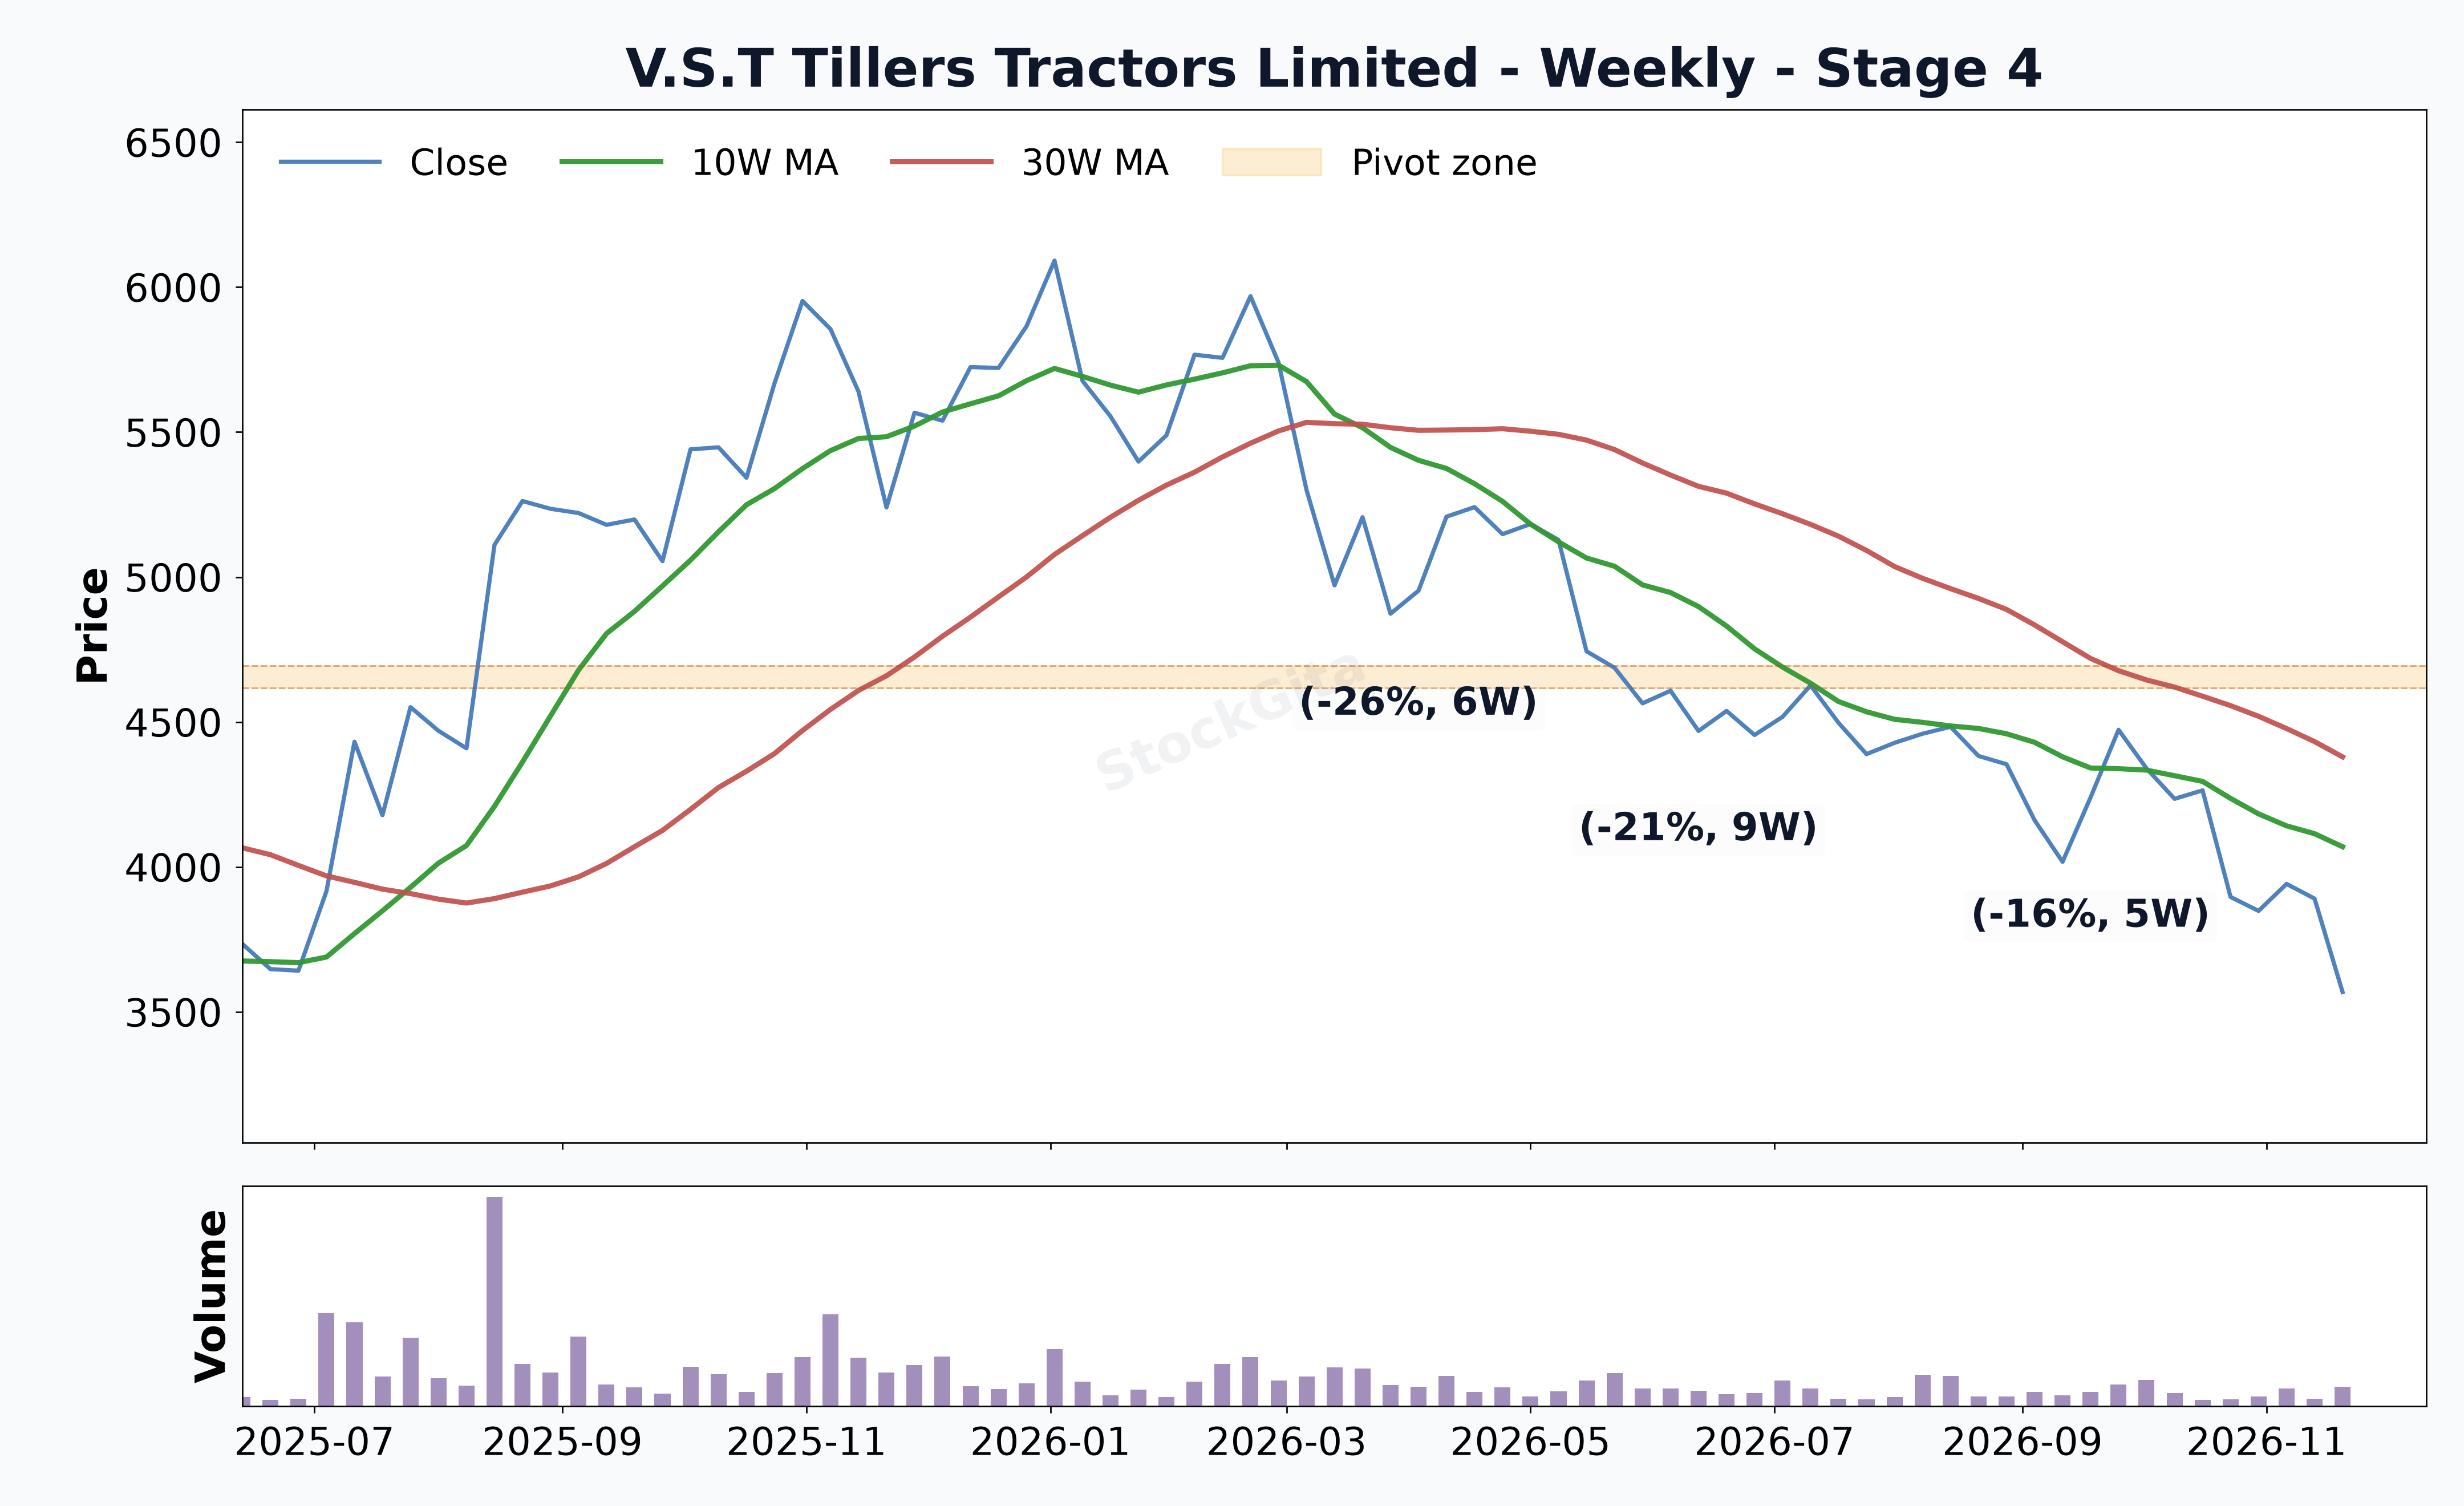 V.S.T Tillers Tractors Limited - Weekly - Stage 4
Close 10W MA 30W MA Pivot zone
6500
6000
5500
5000
4500
4000
3500
Price
StockGita
(-26%, 6W)
(-21%, 9W)
(-16%, 5W)
Volume
2025-07 2025-09 2025-11 2026-01 2026-03 2026-05 2026-07 2026-09 2026-11